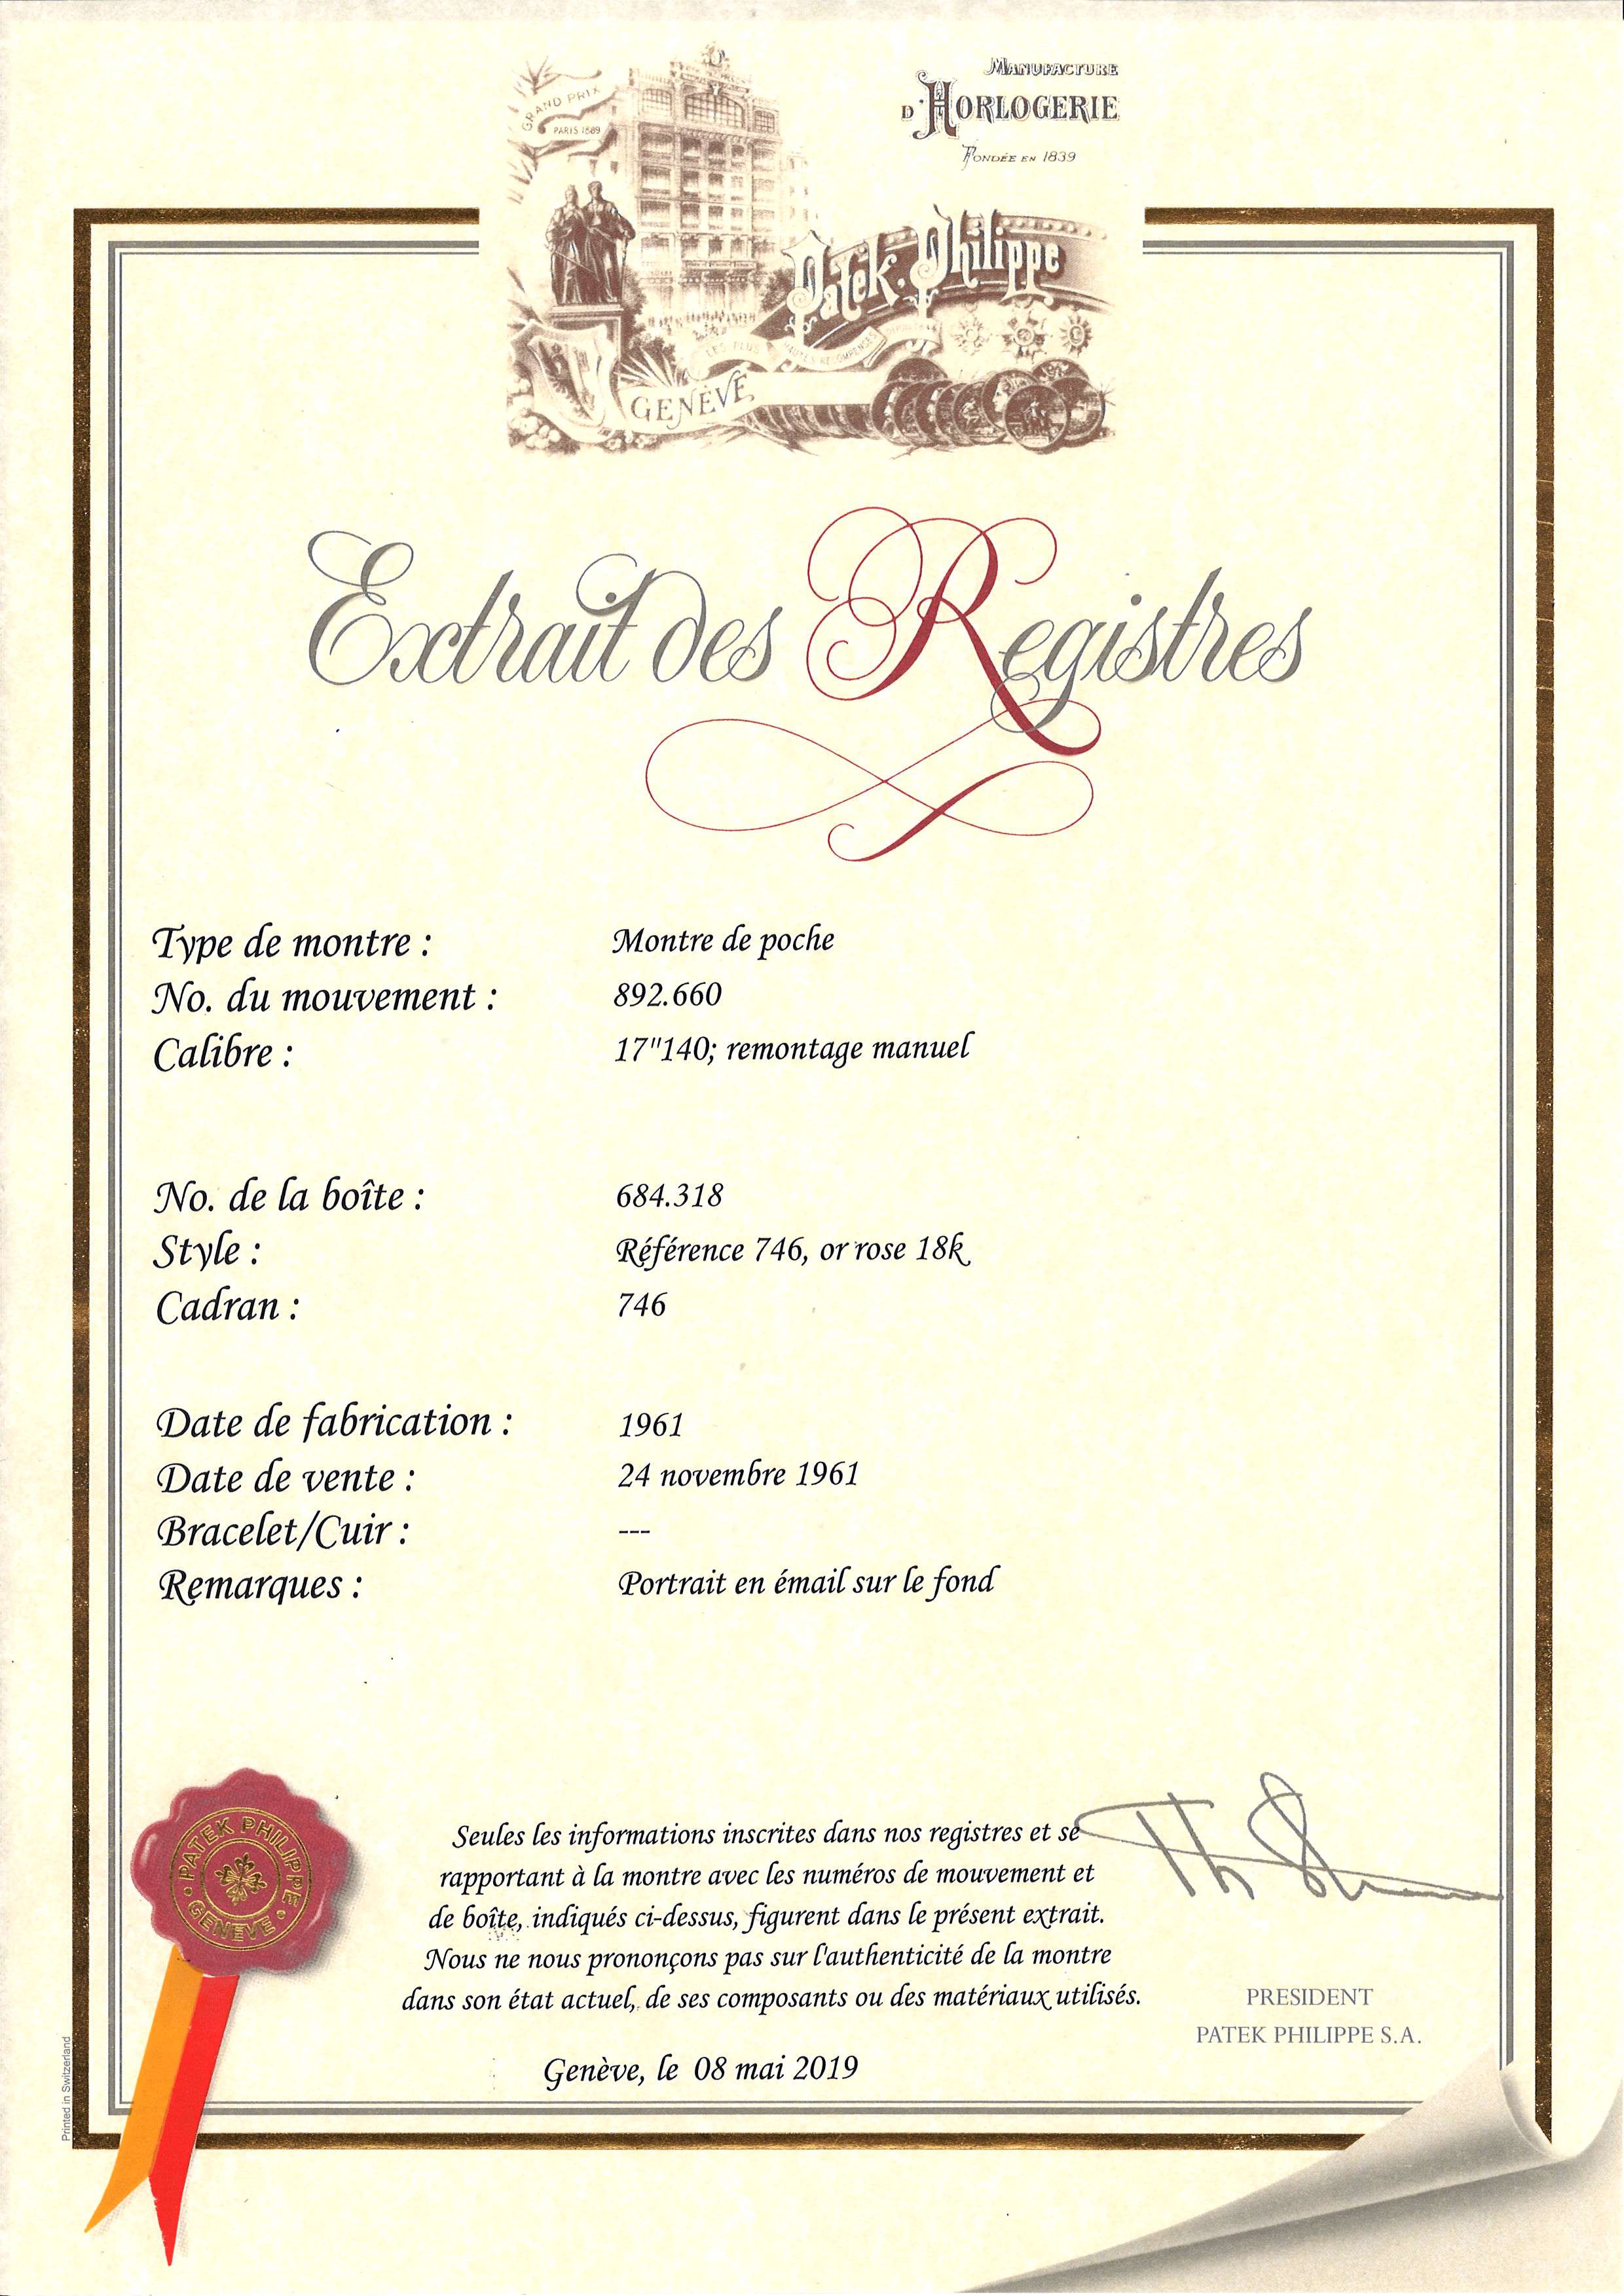 MANUFACTURE
D'HORLOGERIE
FONDÉE EN 1839
GRAND PRIX
PARIS 1889
Patek. Philippe
LES PLUS HAUTES RÉCOMPENSES
GENÈVE
Extrait des Registres
Type de montre : Montre de poche
No. du mouvement : 892.660
Calibre : 17"140; remontage manuel
No. de la boîte : 684.318
Style : Référence 746, or rose 18k
Cadran : 746
Date de fabrication : 1961
Date de vente : 24 novembre 1961
Bracelet/Cuir : ---
Remarques : Portrait en émail sur le fond
Seules les informations inscrites dans nos registres et se
rapportant à la montre avec les numéros de mouvement et
de boîte, indiqués ci-dessus, figurent dans le présent extrait.
Nous ne nous prononçons pas sur l'authenticité de la montre
dans son état actuel, de ses composants ou des matériaux utilisés.
Genève, le 08 mai 2019
PRESIDENT
PATEK PHILIPPE S.A.
PATEK PHILIPPE
GENEVE
Printed in Switzerland